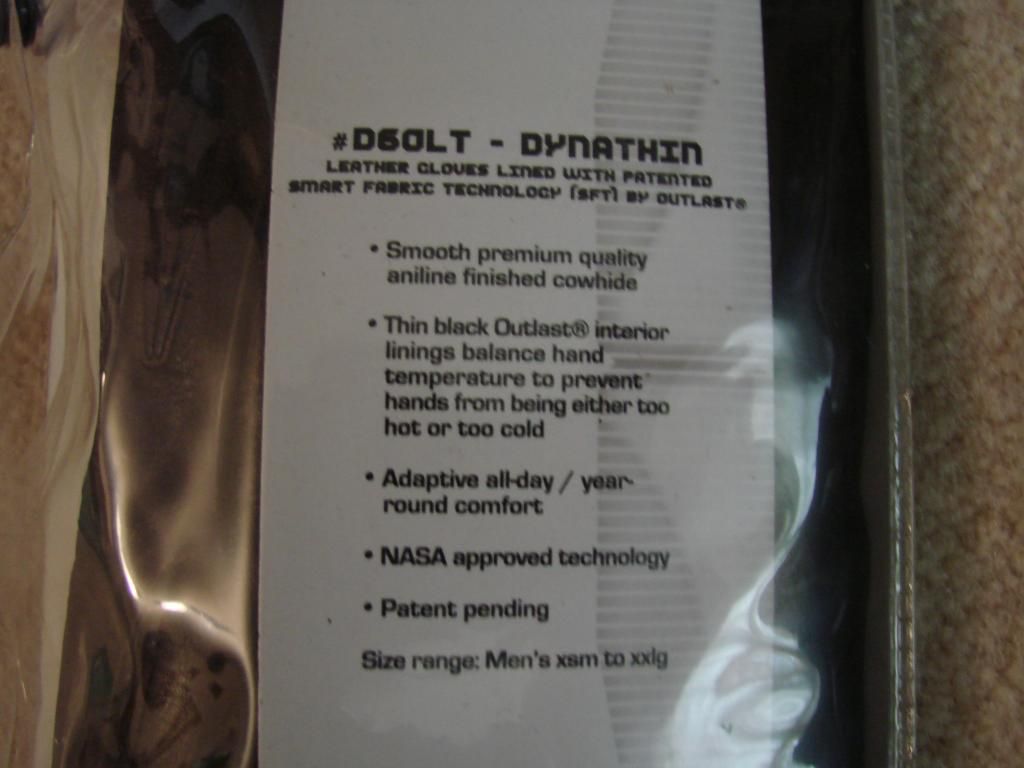 #D60LT - DYNATHIN
LEATHER GLOVES LINED WITH PATENTED
SMART FABRIC TECHNOLOGY (SFT) BY OUTLAST®
• Smooth premium quality
aniline finished cowhide
• Thin black Outlast® interior
linings balance hand
temperature to prevent
hands from being either too
hot or too cold
• Adaptive all-day / year-
round comfort
• NASA approved technology
• Patent pending
Size range: Men's xsm to xxlg